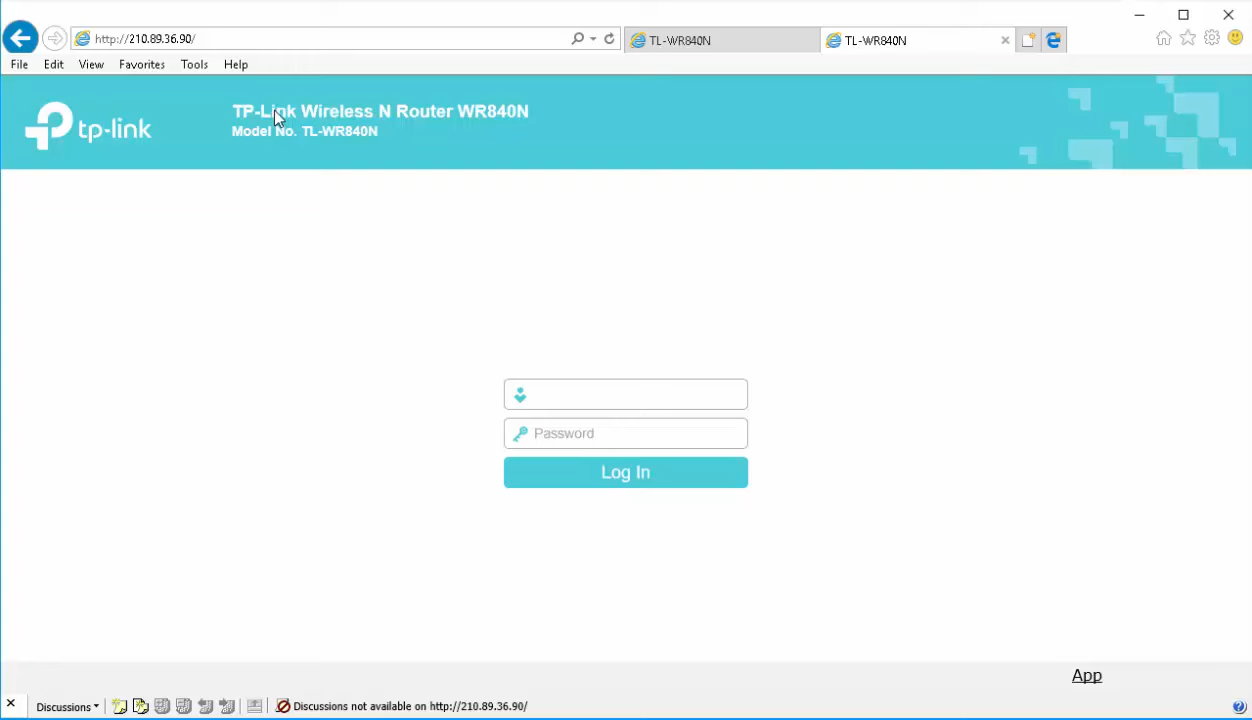 http://210.89.36.90/
TL-WR840N
TL-WR840N
File Edit View Favorites Tools Help
tp-link
TP-Link Wireless N Router WR840N
Model No. TL-WR840N
Password
Log In
App
Discussions
Discussions not available on http://210.89.36.90/